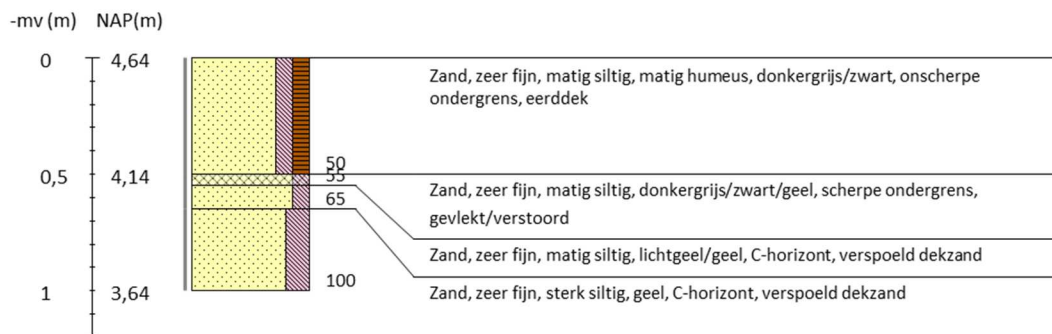 -mv (m) NAP(m)
0 4,64
Zand, zeer fijn, matig siltig, matig humeus, donkergrijs/zwart, onscherpe
ondergrens, eerddek
50
0,5 4,14 55
Zand, zeer fijn, matig siltig, donkergrijs/zwart/geel, scherpe ondergrens,
65
gevlekt/verstoord
Zand, zeer fijn, matig siltig, lichtgeel/geel, C-horizont, verspoeld dekzand
100
1 3,64
Zand, zeer fijn, sterk siltig, geel, C-horizont, verspoeld dekzand